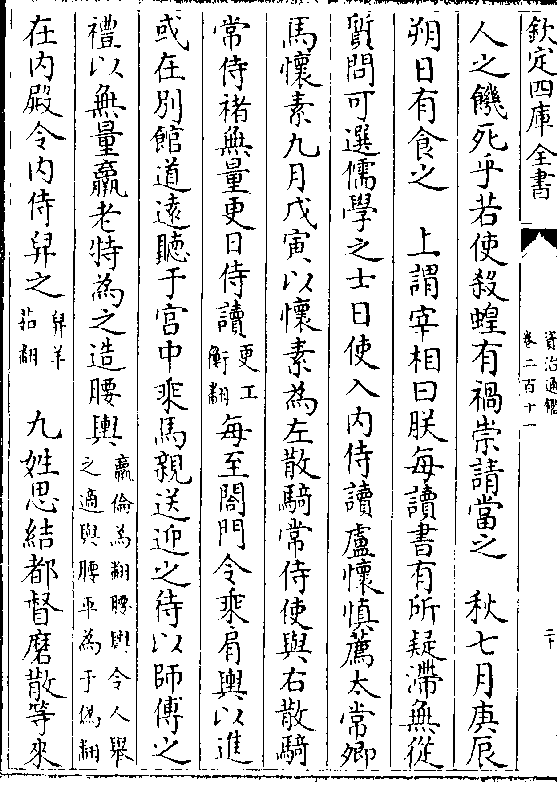 欽定四庫全書
資治通鑑
卷二百十一
人之饑死乎若使殺蝗有禍崇請當之　秋七月庚辰
朔日有食之　上謂宰相曰朕每讀書有所疑滯無從
質問可選儒學之士日使入內侍讀盧懷慎薦太常卿
馬懷素九月戊寅以懷素為左散騎常侍使與右散騎
常侍褚無量更日侍讀更工衡翻每至閤門令乘肩輿以進
或在別館道遠聽于宮中乘馬親送迎之待以師傅之
禮以無量羸老特為之造腰輿羸倫為翻腰輿令人舉之適與腰平為于偽翻
在內殿令內侍舁之舁羊茹翻　九姓思結都督磨散等來